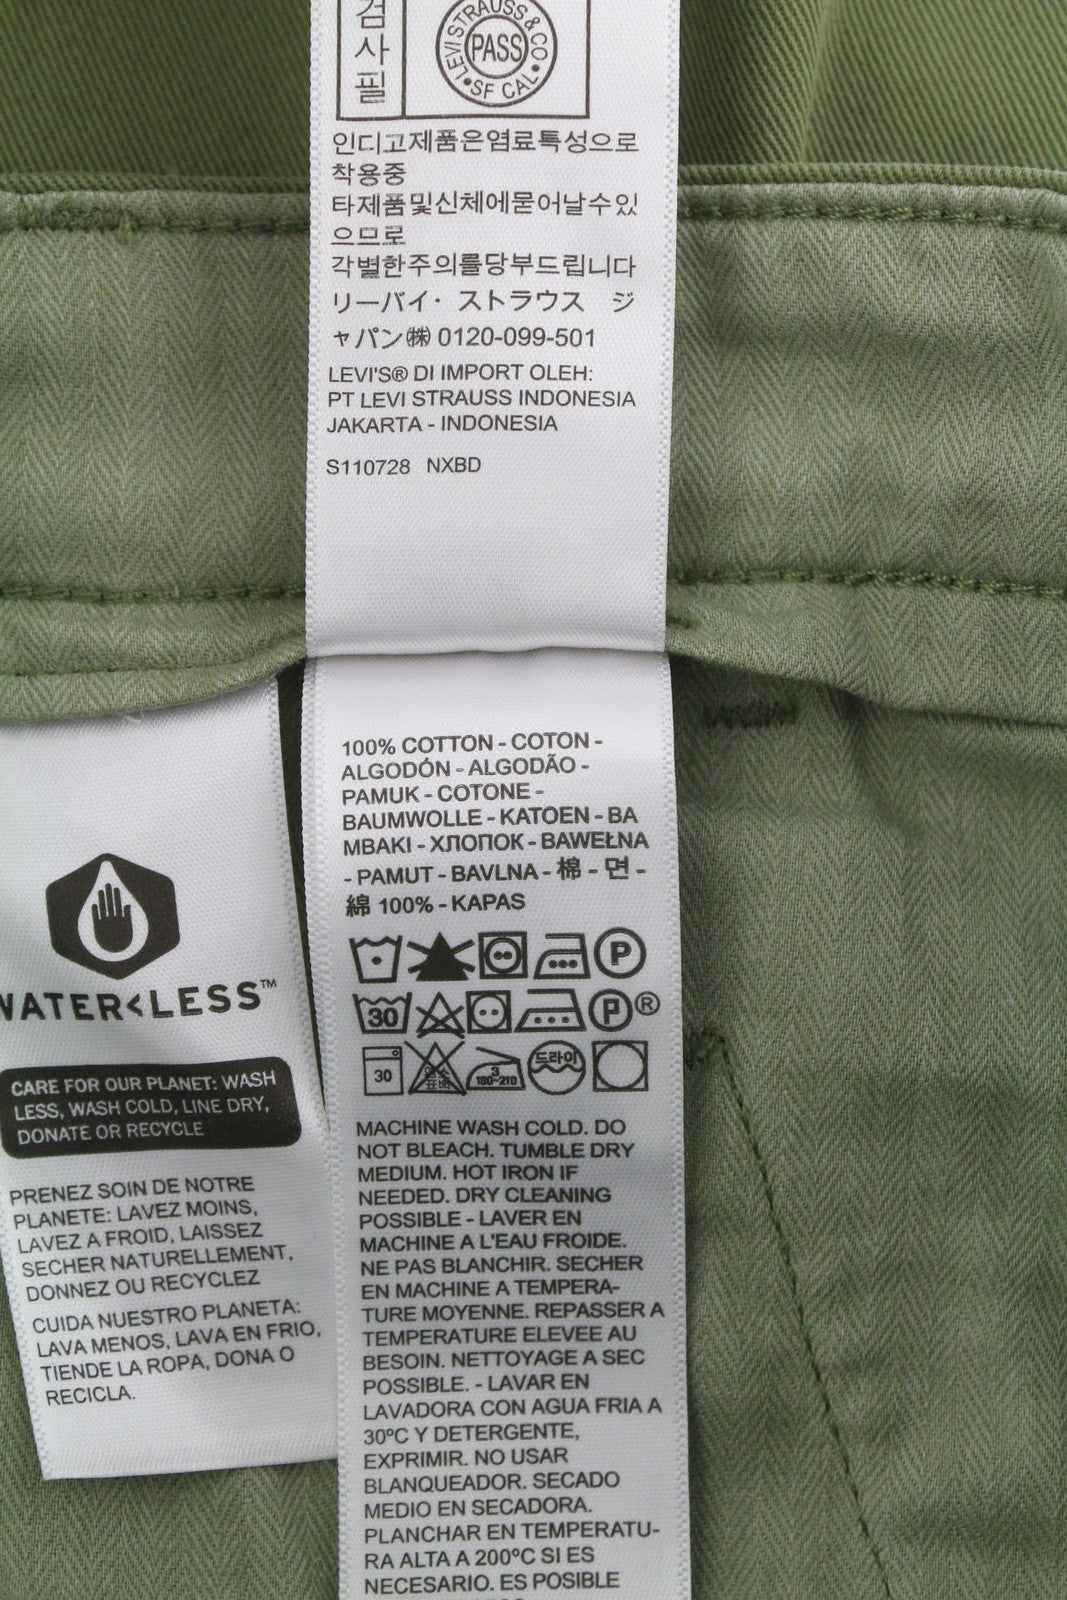 검
사
필
LEVI STRAUSS & CO
PASS
SF CAL
인디고제품은염료특성으로
착용중
타제품및신체에묻어날수있
으므로
각별한주의를당부드립니다
リーバイ・ストラウス ジ
ャパン㈱ 0120-099-501
LEVI'S® DI IMPORT OLEH:
PT LEVI STRAUSS INDONESIA
JAKARTA - INDONESIA
S110728 NXBD
WATER<LESS™
CARE FOR OUR PLANET: WASH
LESS, WASH COLD, LINE DRY,
DONATE OR RECYCLE
PRENEZ SOIN DE NOTRE
PLANETE: LAVEZ MOINS,
LAVEZ A FROID, LAISSEZ
SECHER NATURELLEMENT,
DONNEZ OU RECYCLEZ
CUIDA NUESTRO PLANETA:
LAVA MENOS, LAVA EN FRIO,
TIENDE LA ROPA, DONA O
RECICLA.
100% COTTON - COTON -
ALGODÓN - ALGODÃO -
PAMUK - COTONE -
BAUMWOLLE - KATOEN - BA
MBAKI - ХЛОПОК - BAWEŁNA
- PAMUT - BAVLNA - 棉 - 면 -
綿 100% - KAPAS
P
30 P ®
30 3 180~210 드라이
MACHINE WASH COLD. DO
NOT BLEACH. TUMBLE DRY
MEDIUM. HOT IRON IF
NEEDED. DRY CLEANING
POSSIBLE - LAVER EN
MACHINE A L'EAU FROIDE.
NE PAS BLANCHIR. SECHER
EN MACHINE A TEMPERA-
TURE MOYENNE. REPASSER A
TEMPERATURE ELEVEE AU
BESOIN. NETTOYAGE A SEC
POSSIBLE. - LAVAR EN
LAVADORA CON AGUA FRIA A
30ºC Y DETERGENTE,
EXPRIMIR. NO USAR
BLANQUEADOR. SECADO
MEDIO EN SECADORA.
PLANCHAR EN TEMPERATU-
RA ALTA A 200ºC SI ES
NECESARIO. ES POSIBLE